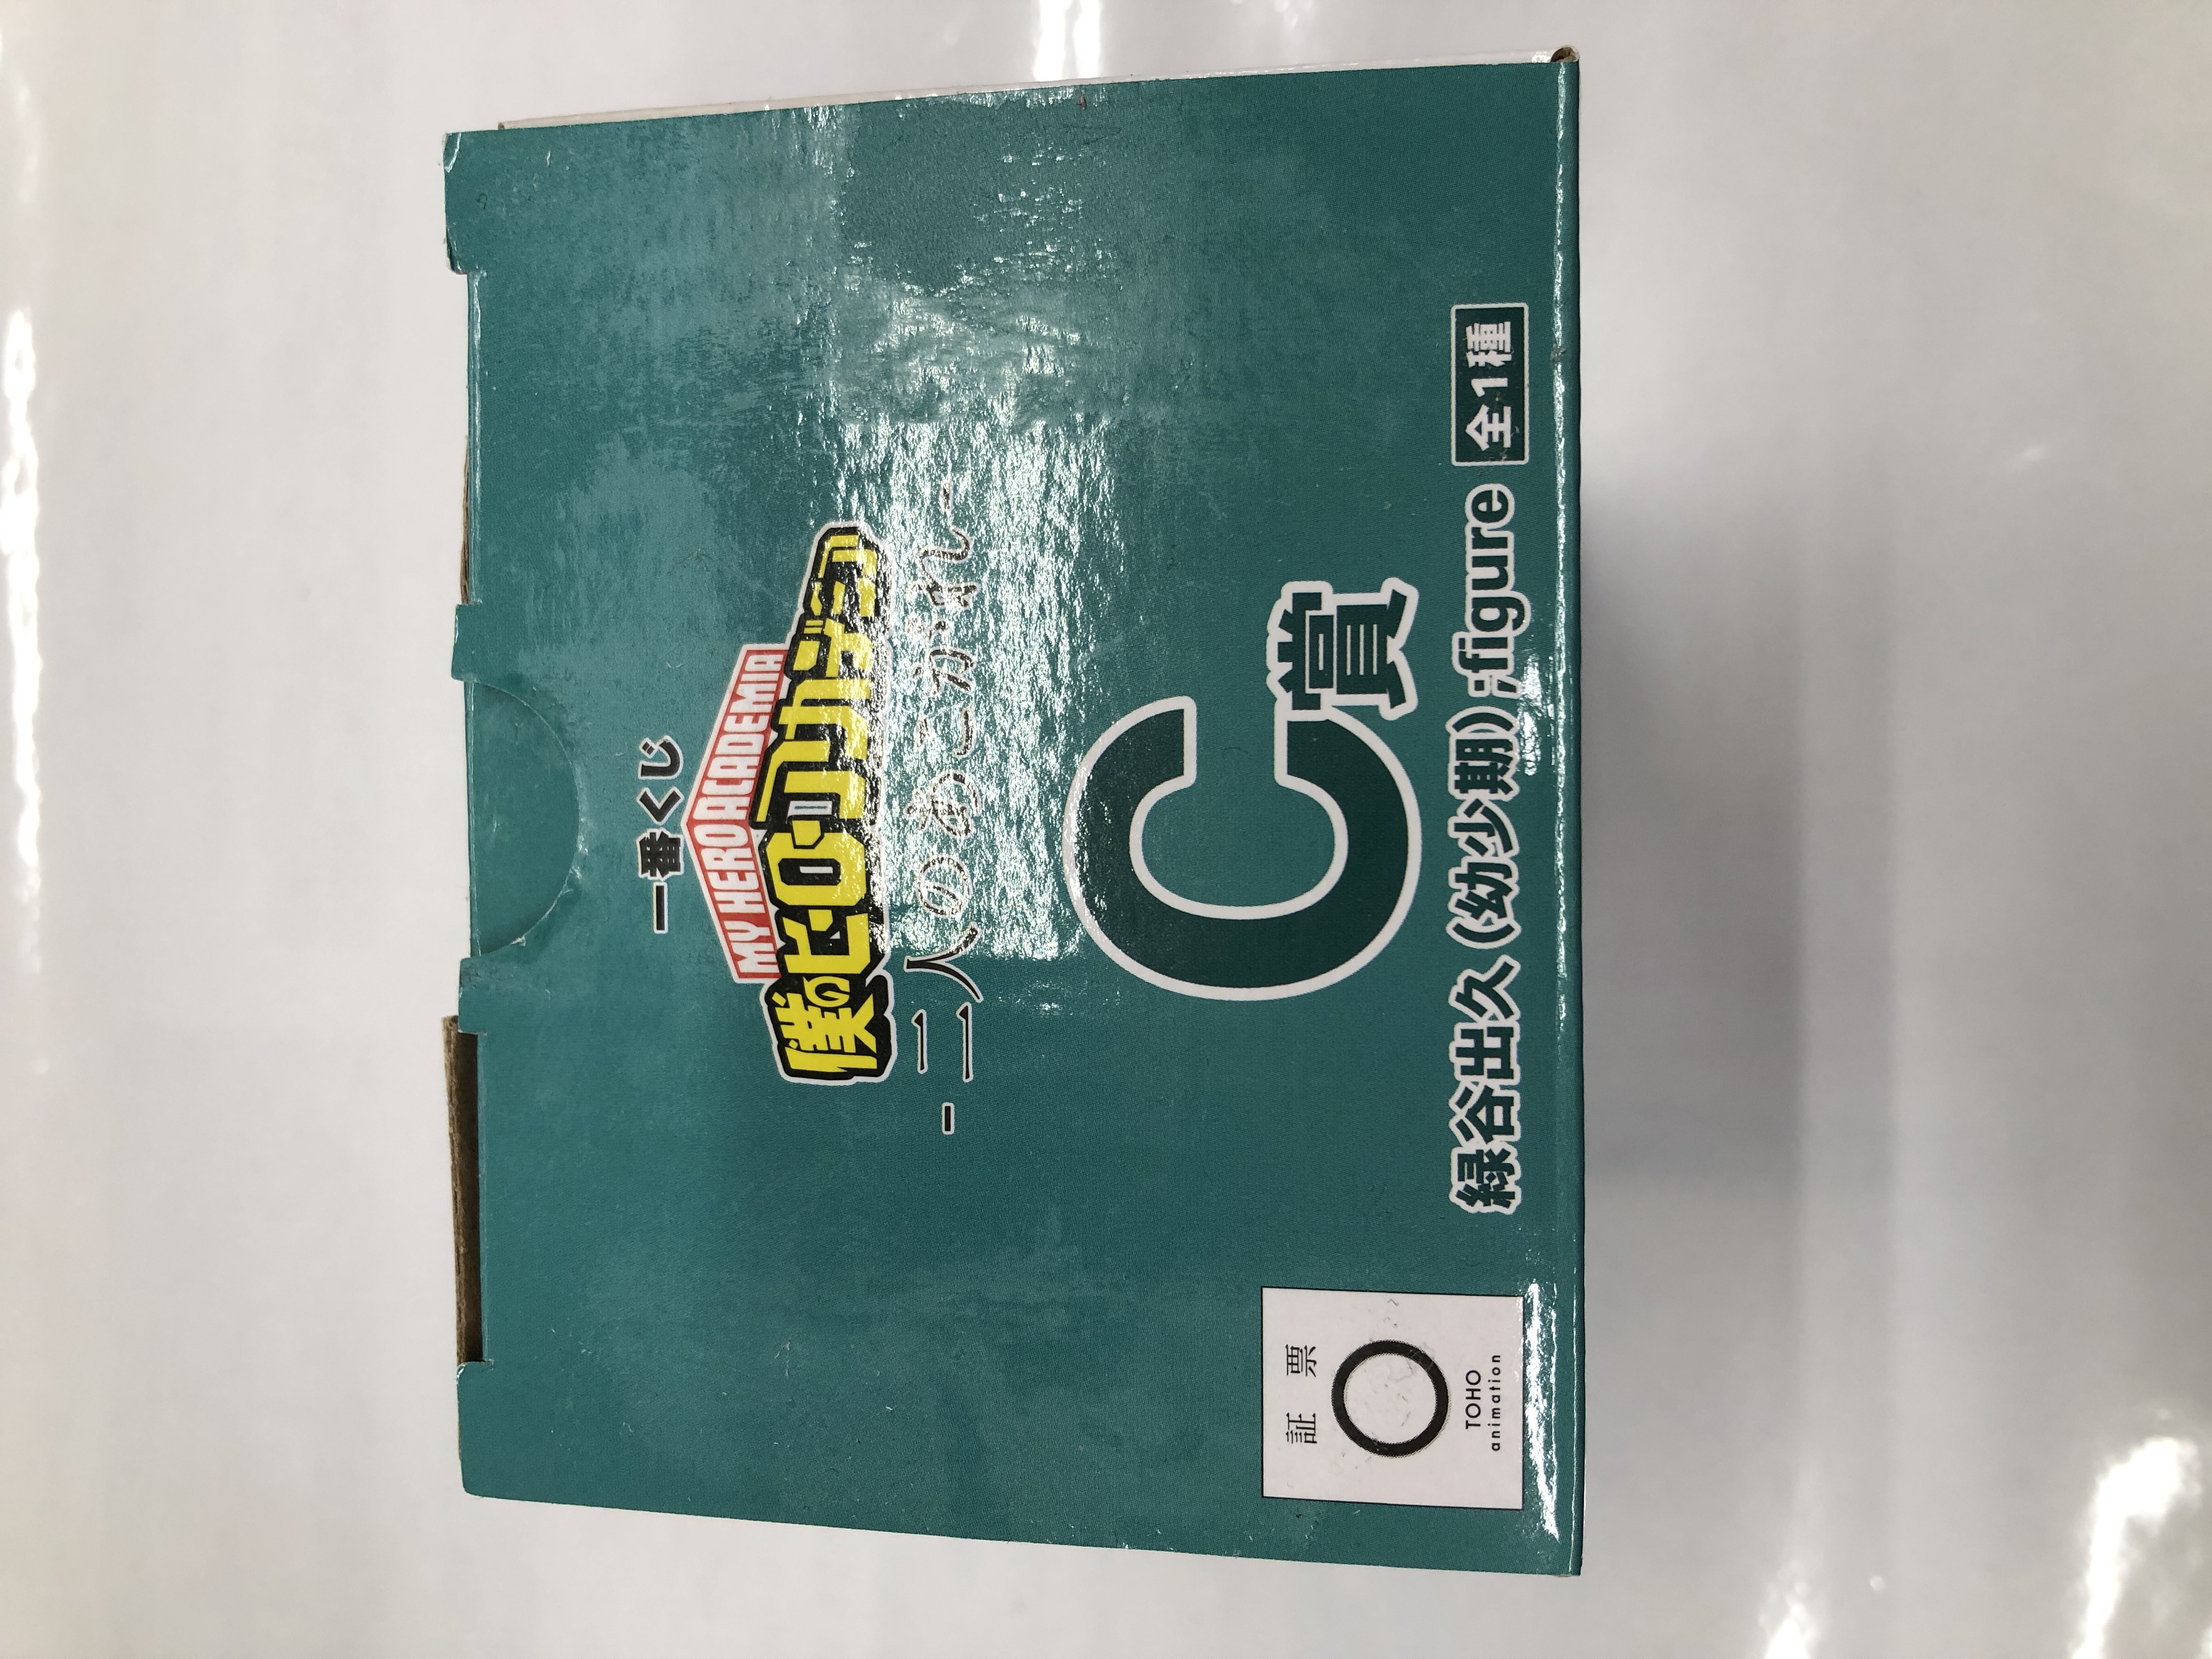 一番くじ
MY HERO ACADEMIA
僕のヒーローアカデミア
-二人のあこがれ-
C賞
緑谷出久(幼少期);figure 全1種
証 票
TOHO
animation